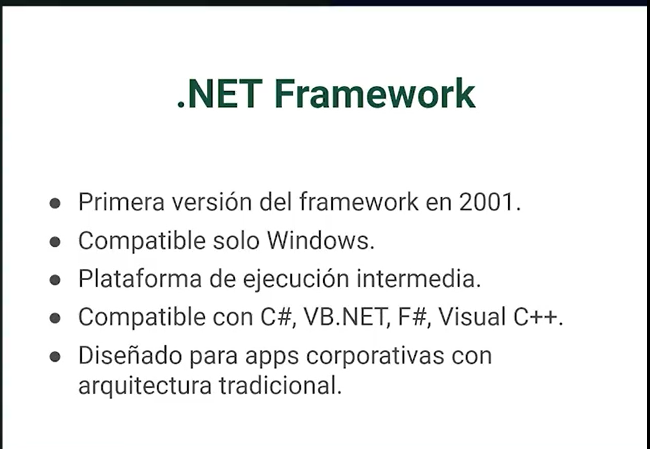 .NET Framework
● Primera versión del framework en 2001.
● Compatible solo Windows.
● Plataforma de ejecución intermedia.
● Compatible con C#, VB.NET, F#, Visual C++.
● Diseñado para apps corporativas con
arquitectura tradicional.